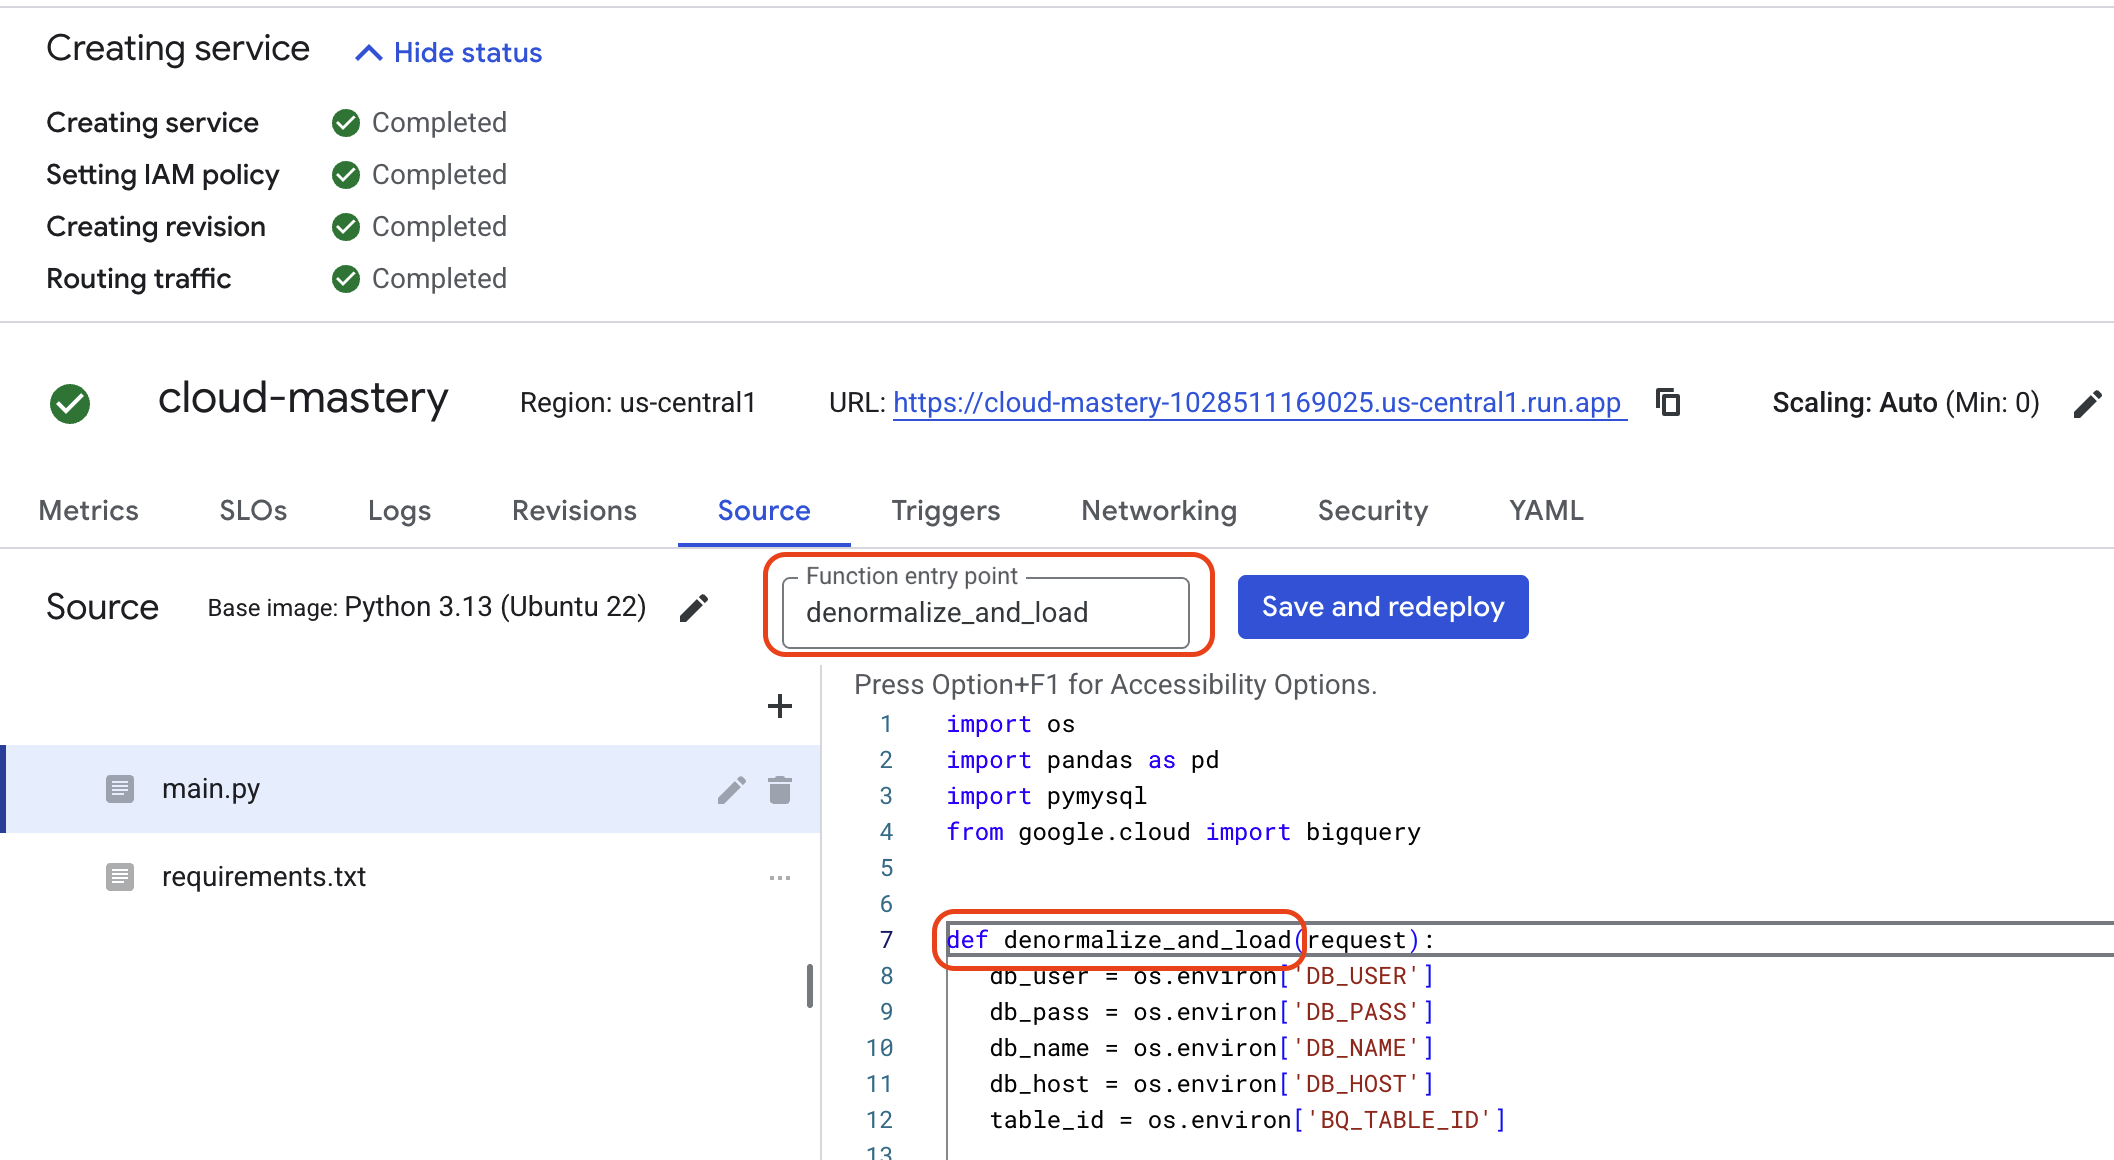 Creating service Hide status
Creating service Completed
Setting IAM policy Completed
Creating revision Completed
Routing traffic Completed
cloud-mastery Region: us-central1 URL: https://cloud-mastery-1028511169025.us-central1.run.app Scaling: Auto (Min: 0)
Metrics SLOs Logs Revisions Source Triggers Networking Security YAML
Source Base image: Python 3.13 (Ubuntu 22)
Function entry point
denormalize_and_load
Save and redeploy
main.py
requirements.txt
Press Option+F1 for Accessibility Options.
1 import os
2 import pandas as pd
3 import pymysql
4 from google.cloud import bigquery
5
6
7 def denormalize_and_load(request):
8 db_user = os.environ['DB_USER']
9 db_pass = os.environ['DB_PASS']
10 db_name = os.environ['DB_NAME']
11 db_host = os.environ['DB_HOST']
12 table_id = os.environ['BQ_TABLE_ID']
13